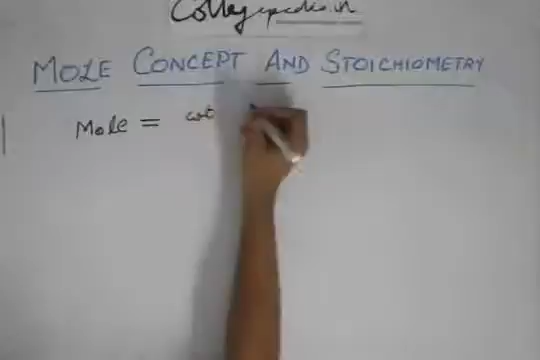 Collegepedia.in
MOLE CONCEPT AND STOICHIOMETRY
Mole = wt